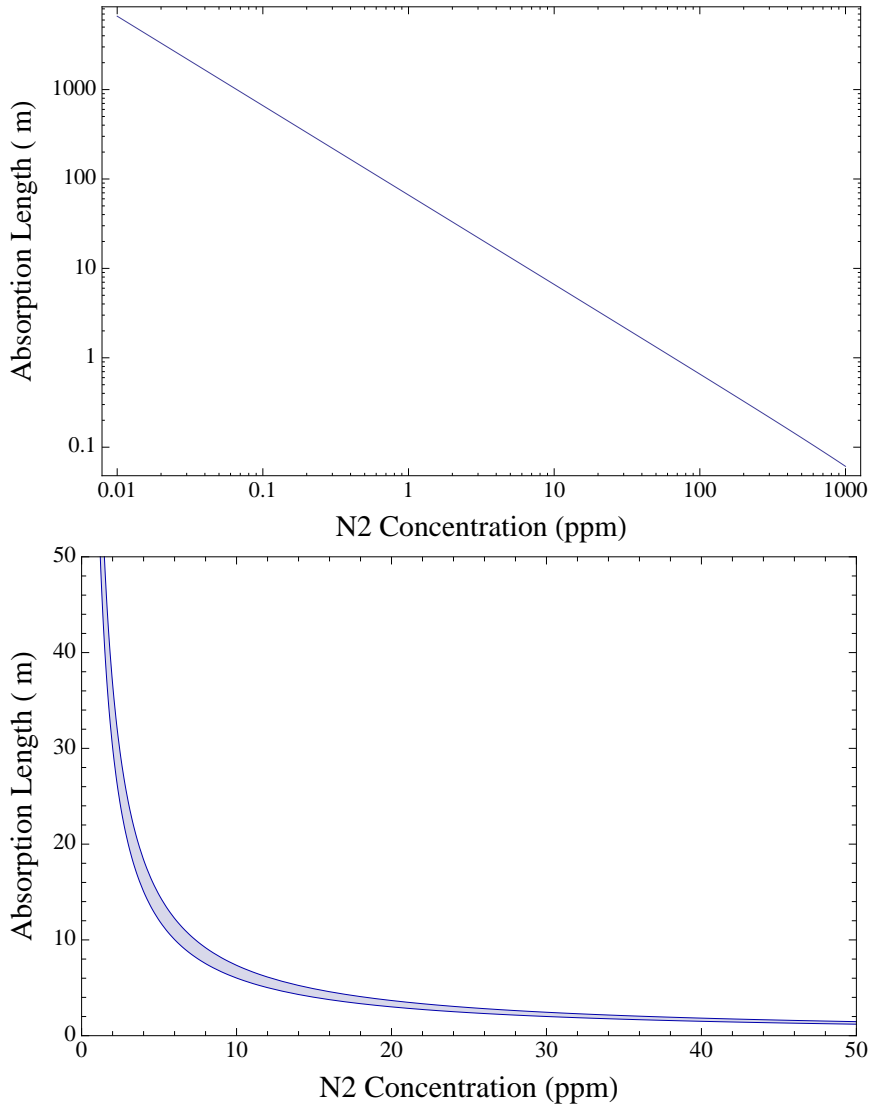 1000
100
10
1
0.1
Absorption Length ( m)
0.01 0.1 1 10 100 1000
N2 Concentration (ppm)
50
40
30
20
10
0
Absorption Length ( m)
0 10 20 30 40 50
N2 Concentration (ppm)